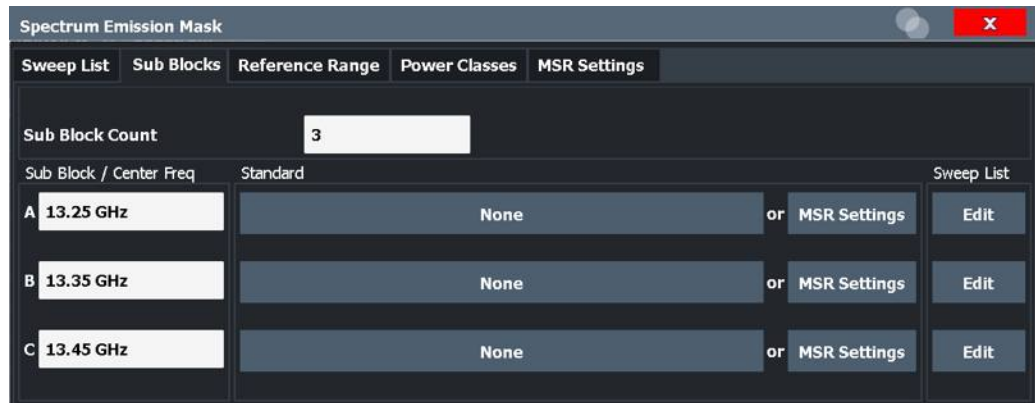 Spectrum Emission Mask X
Sweep List Sub Blocks Reference Range Power Classes MSR Settings
Sub Block Count 3
Sub Block / Center Freq Standard Sweep List
A 13.25 GHz None or MSR Settings Edit
B 13.35 GHz None or MSR Settings Edit
C 13.45 GHz None or MSR Settings Edit